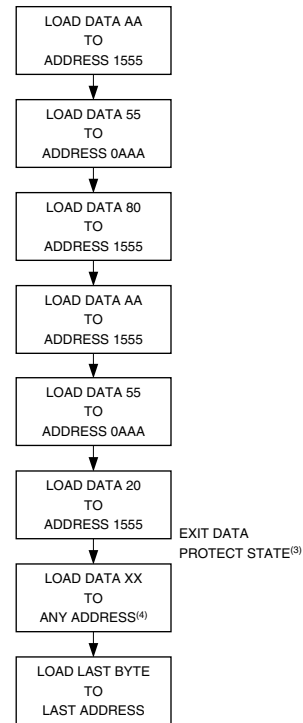 LOAD DATA AA
TO
ADDRESS 1555
LOAD DATA 55
TO
ADDRESS 0AAA
LOAD DATA 80
TO
ADDRESS 1555
LOAD DATA AA
TO
ADDRESS 1555
LOAD DATA 55
TO
ADDRESS 0AAA
LOAD DATA 20
TO
ADDRESS 1555
EXIT DATA
PROTECT STATE(3)
LOAD DATA XX
TO
ANY ADDRESS(4)
LOAD LAST BYTE
TO
LAST ADDRESS